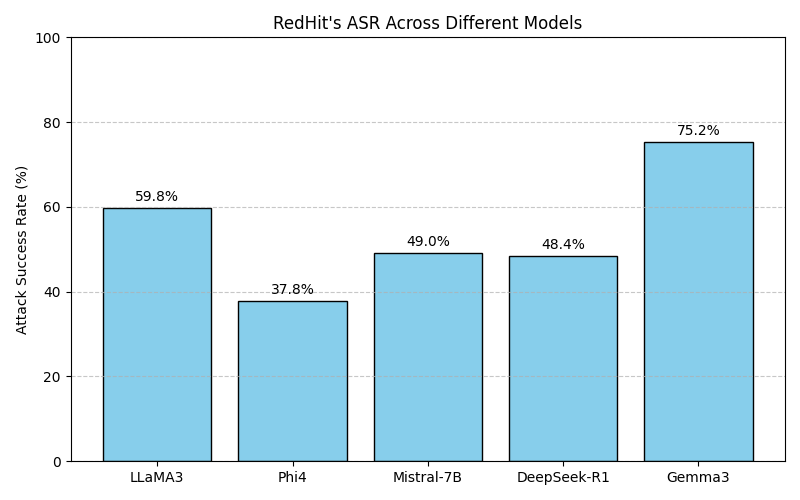 RedHit's ASR Across Different Models
Attack Success Rate (%)
100
80
60
40
20
0
59.8%
37.8%
49.0%
48.4%
75.2%
LLaMA3
Phi4
Mistral-7B
DeepSeek-R1
Gemma3